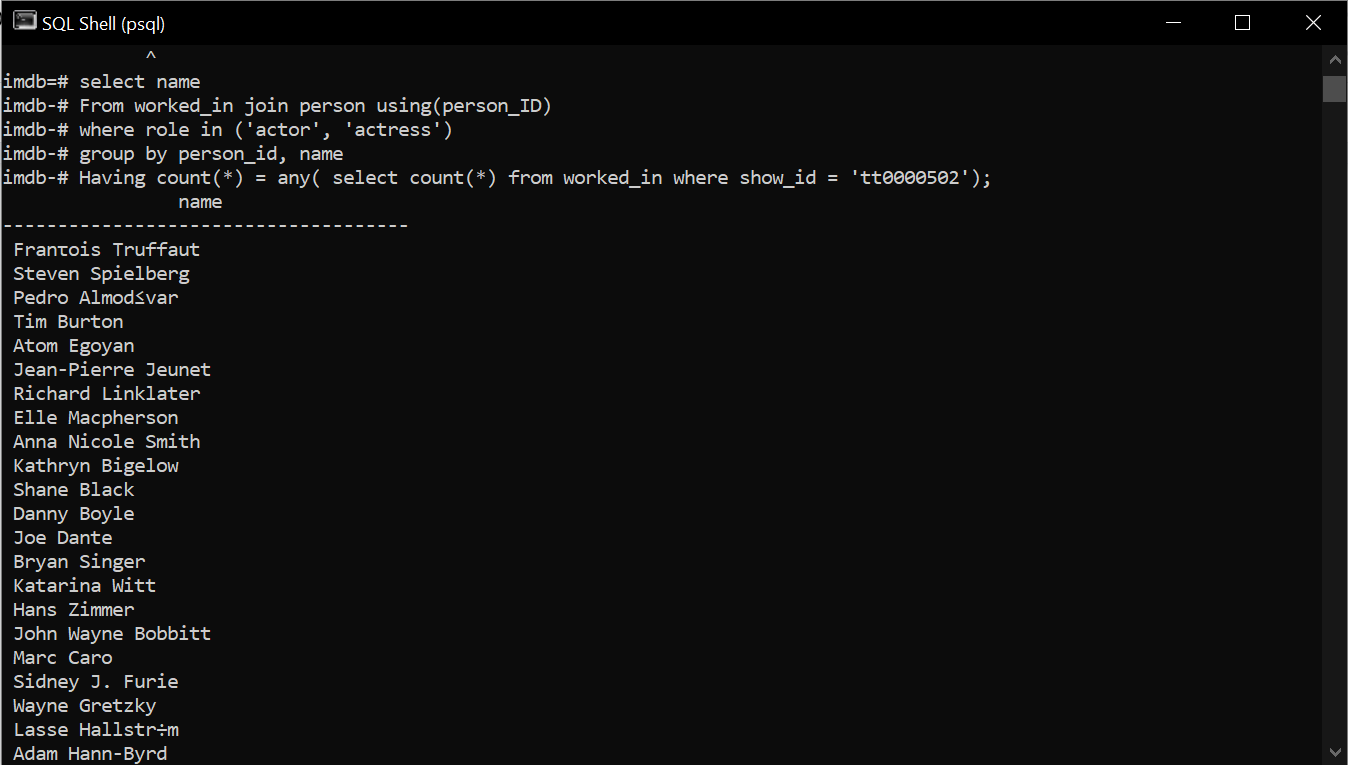 SQL Shell (psql)
^
imdb=# select name
imdb-# From worked_in join person using(person_ID)
imdb-# where role in ('actor', 'actress')
imdb-# group by person_id, name
imdb-# Having count(*) = any( select count(*) from worked_in where show_id = 'tt0000502');
name
-------------------------------------
Franτois Truffaut
Steven Spielberg
Pedro Almod≤var
Tim Burton
Atom Egoyan
Jean-Pierre Jeunet
Richard Linklater
Elle Macpherson
Anna Nicole Smith
Kathryn Bigelow
Shane Black
Danny Boyle
Joe Dante
Bryan Singer
Katarina Witt
Hans Zimmer
John Wayne Bobbitt
Marc Caro
Sidney J. Furie
Wayne Gretzky
Lasse Hallstr÷m
Adam Hann-Byrd